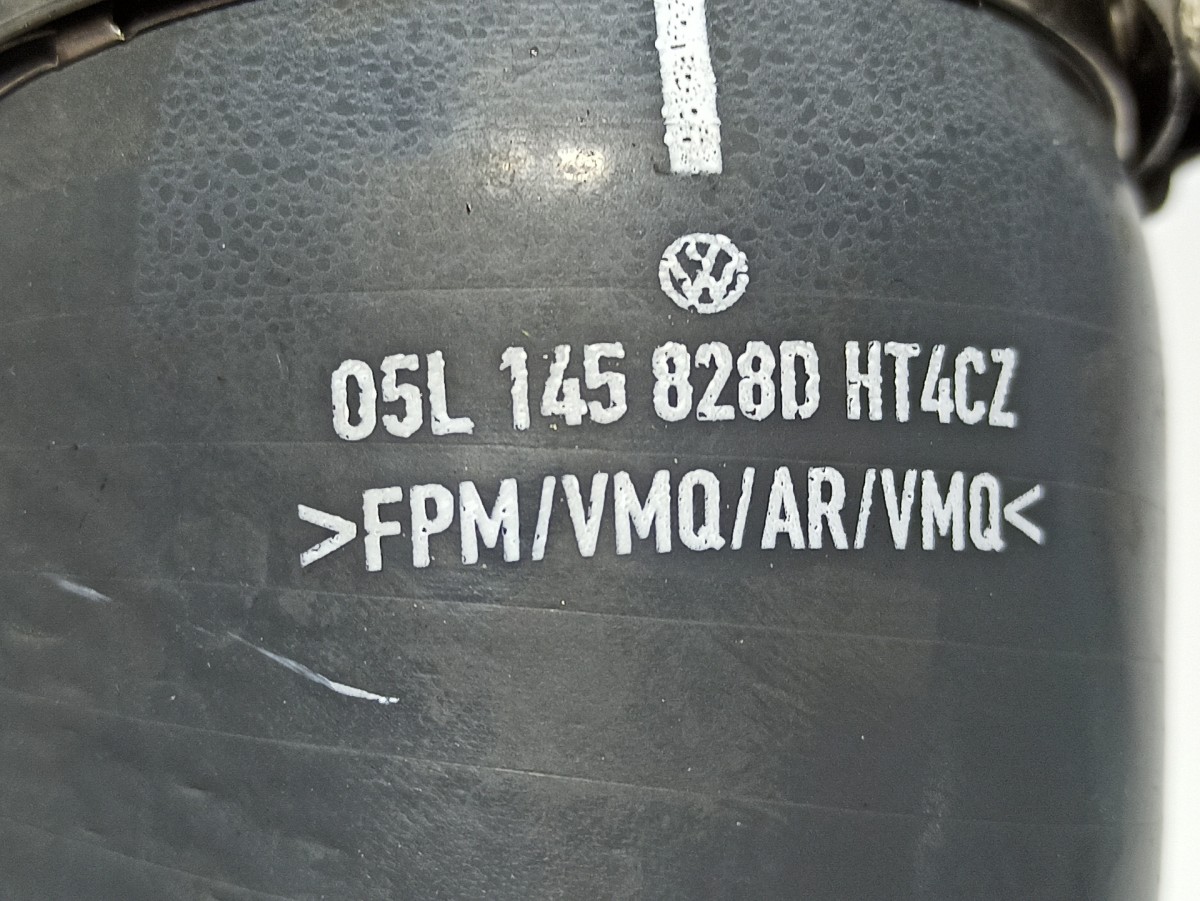 05L 145 828D HT4CZ
>FPM/VMQ/AR/VMQ<